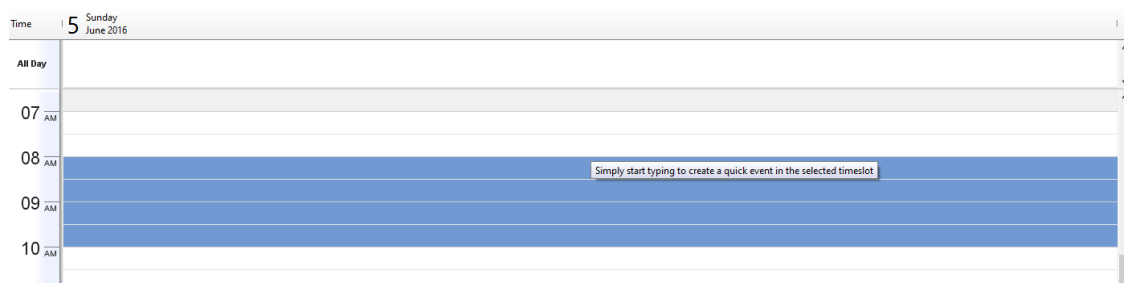 Time
5 Sunday
June 2016
All Day
07 AM
08 AM
Simply start typing to create a quick event in the selected timeslot
09 AM
10 AM